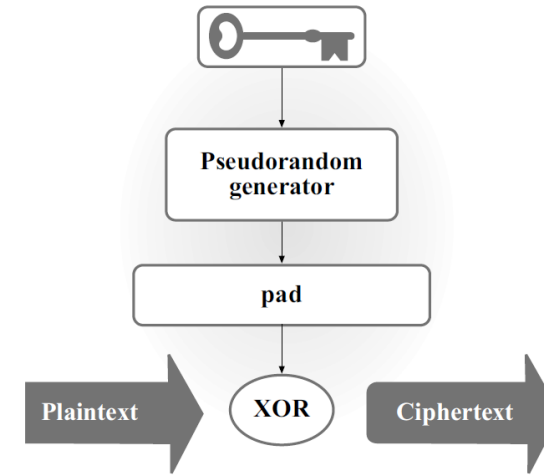 Pseudorandom
generator
pad
Plaintext
XOR
Ciphertext